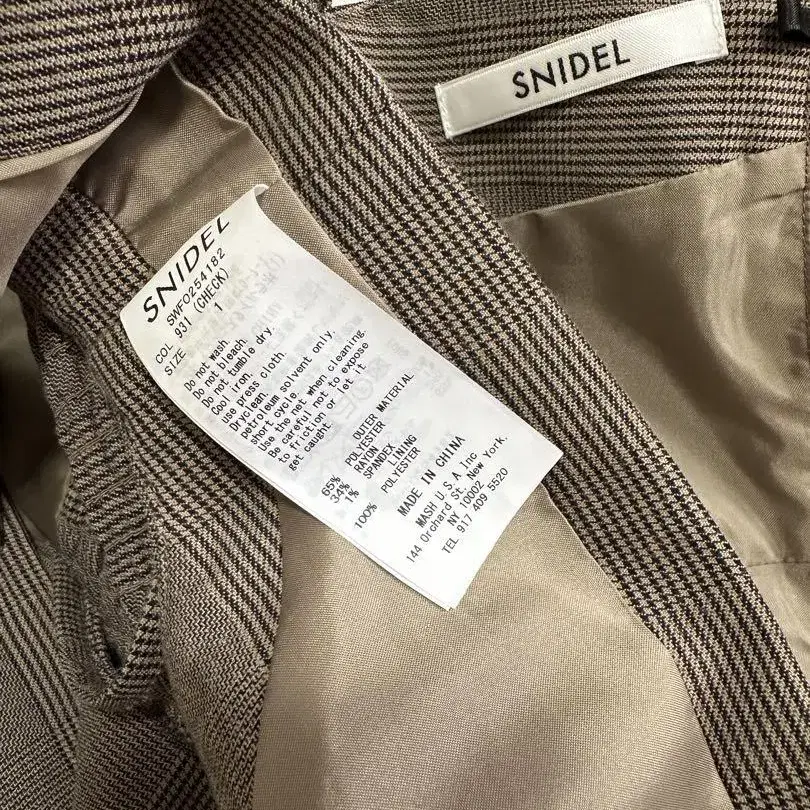 SNIDEL
SNIDEL
SWFO254182
COL 931 (CHECK)
SIZE 1
Do not wash.
Do not bleach.
Do not tumble dry.
Cool iron.
Use press cloth.
Dryclean,
petroleum solvent only,
short cycle.
Use the net when cleaning.
Be careful not to expose
to friction or let it
get caught.
OUTER MATERIAL
65% POLYESTER
34% RAYON
1% SPANDEX
LINING
100% POLYESTER
MADE IN CHINA
MASH U.S.A, Inc
144 Orchard St. New York.
NY 10002
TEL 917 409 5520